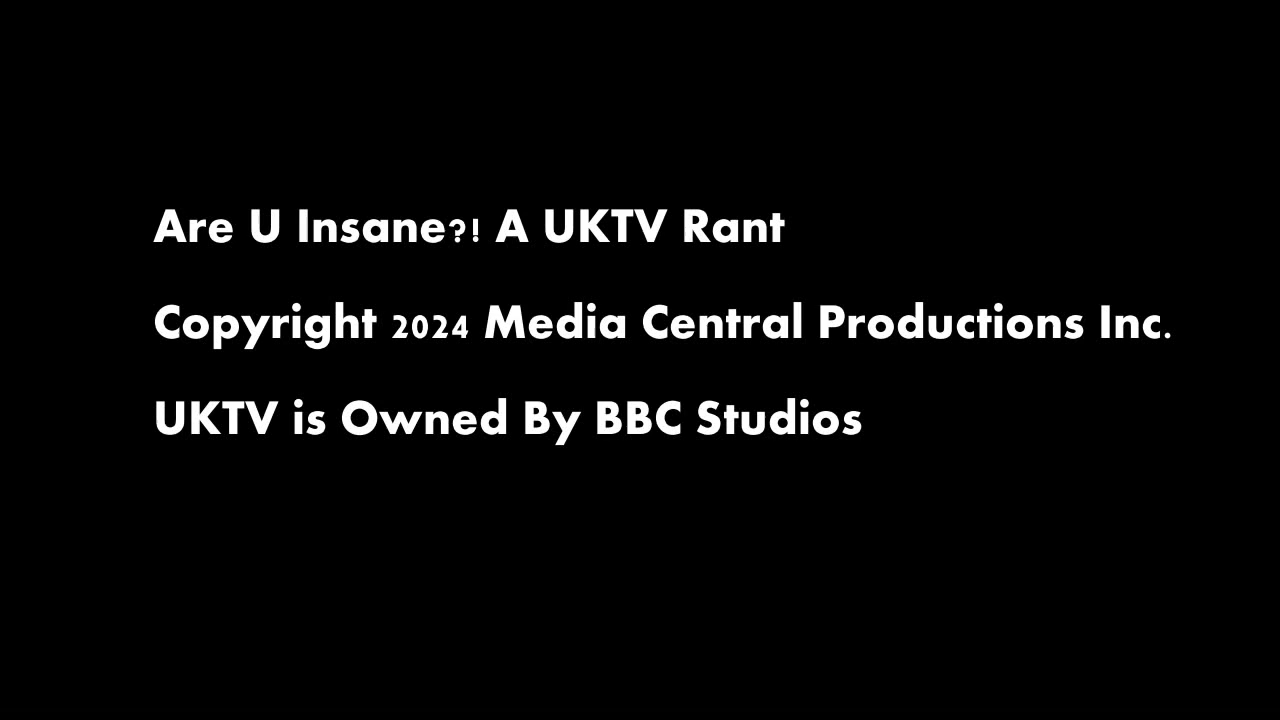 Are U Insane?! A UKTV Rant
Copyright 2024 Media Central Productions Inc.
UKTV is Owned By BBC Studios